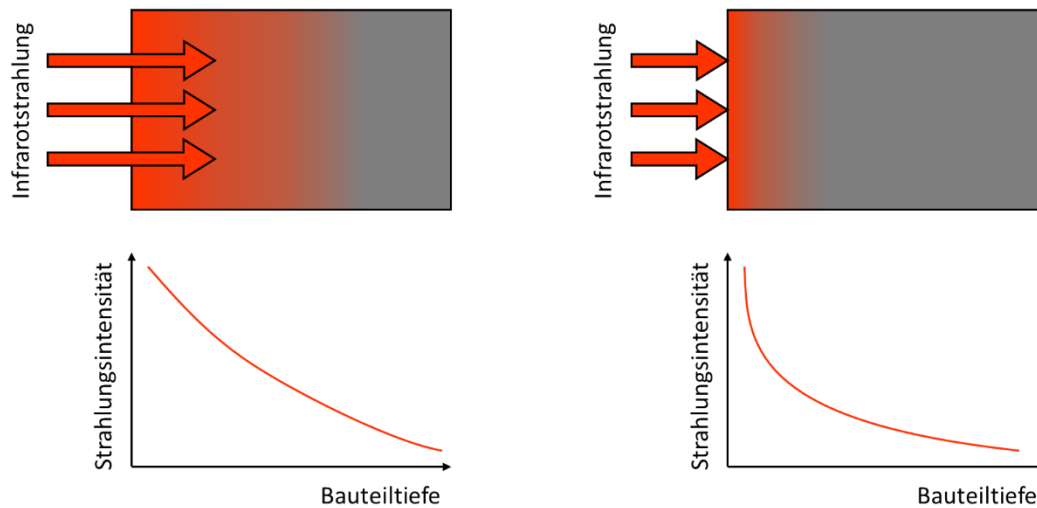 Infrarotstrahlung
Infrarotstrahlung
Strahlungsintensität
Bauteiltiefe
Strahlungsintensität
Bauteiltiefe